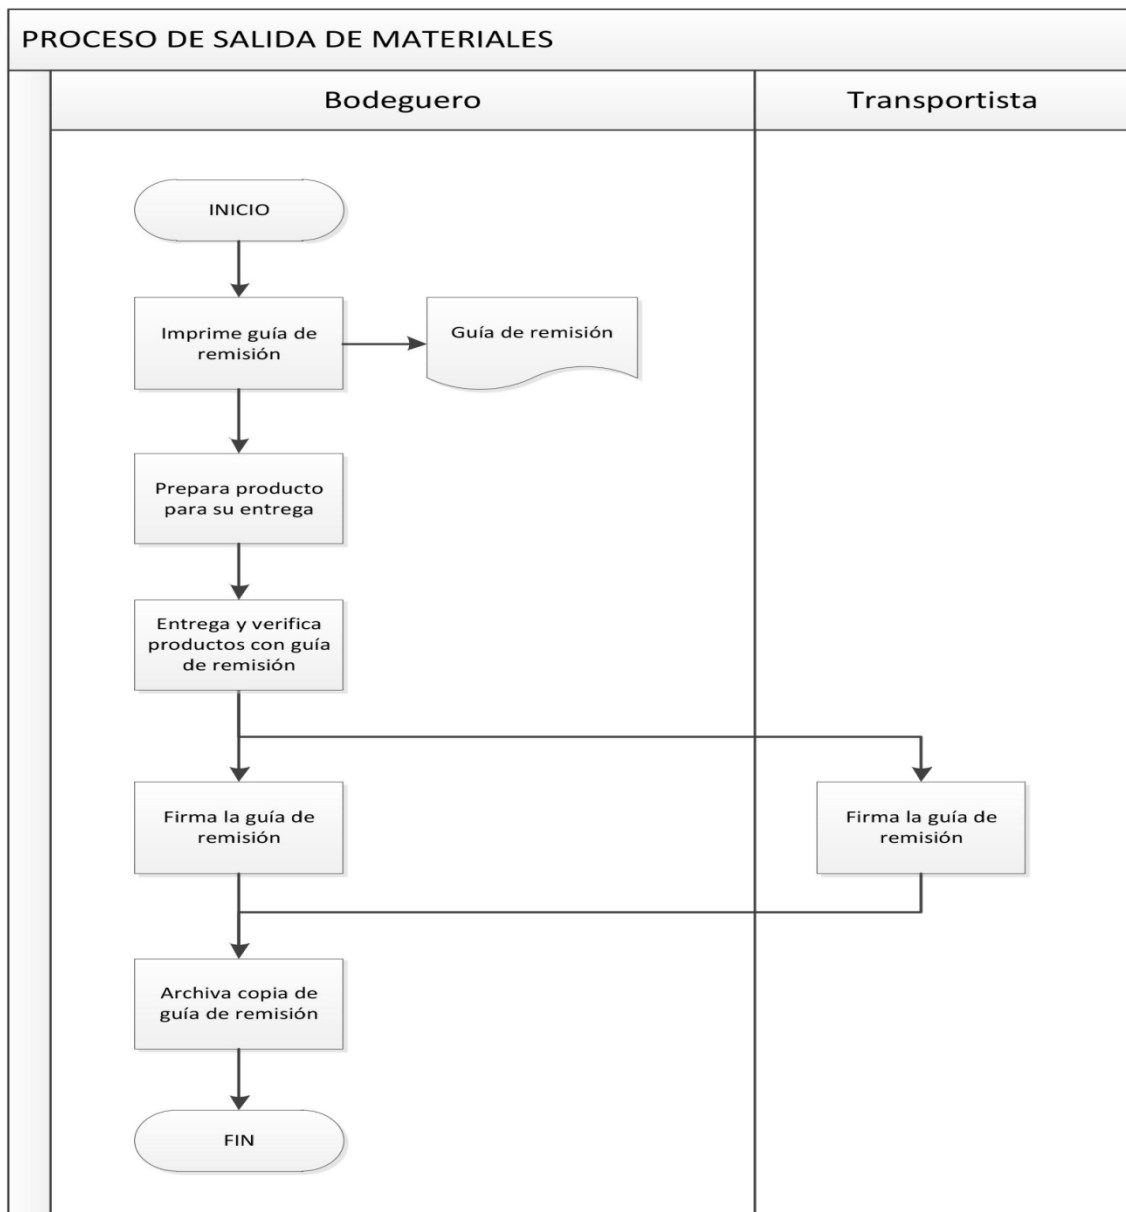 PROCESO DE SALIDA DE MATERIALES
Bodeguero
Transportista
INICIO
Imprime guía de
remisión
Guía de remisión
Prepara producto
para su entrega
Entrega y verifica
productos con guía
de remisión
Firma la guía de
remisión
Firma la guía de
remisión
Archiva copia de
guía de remisión
FIN